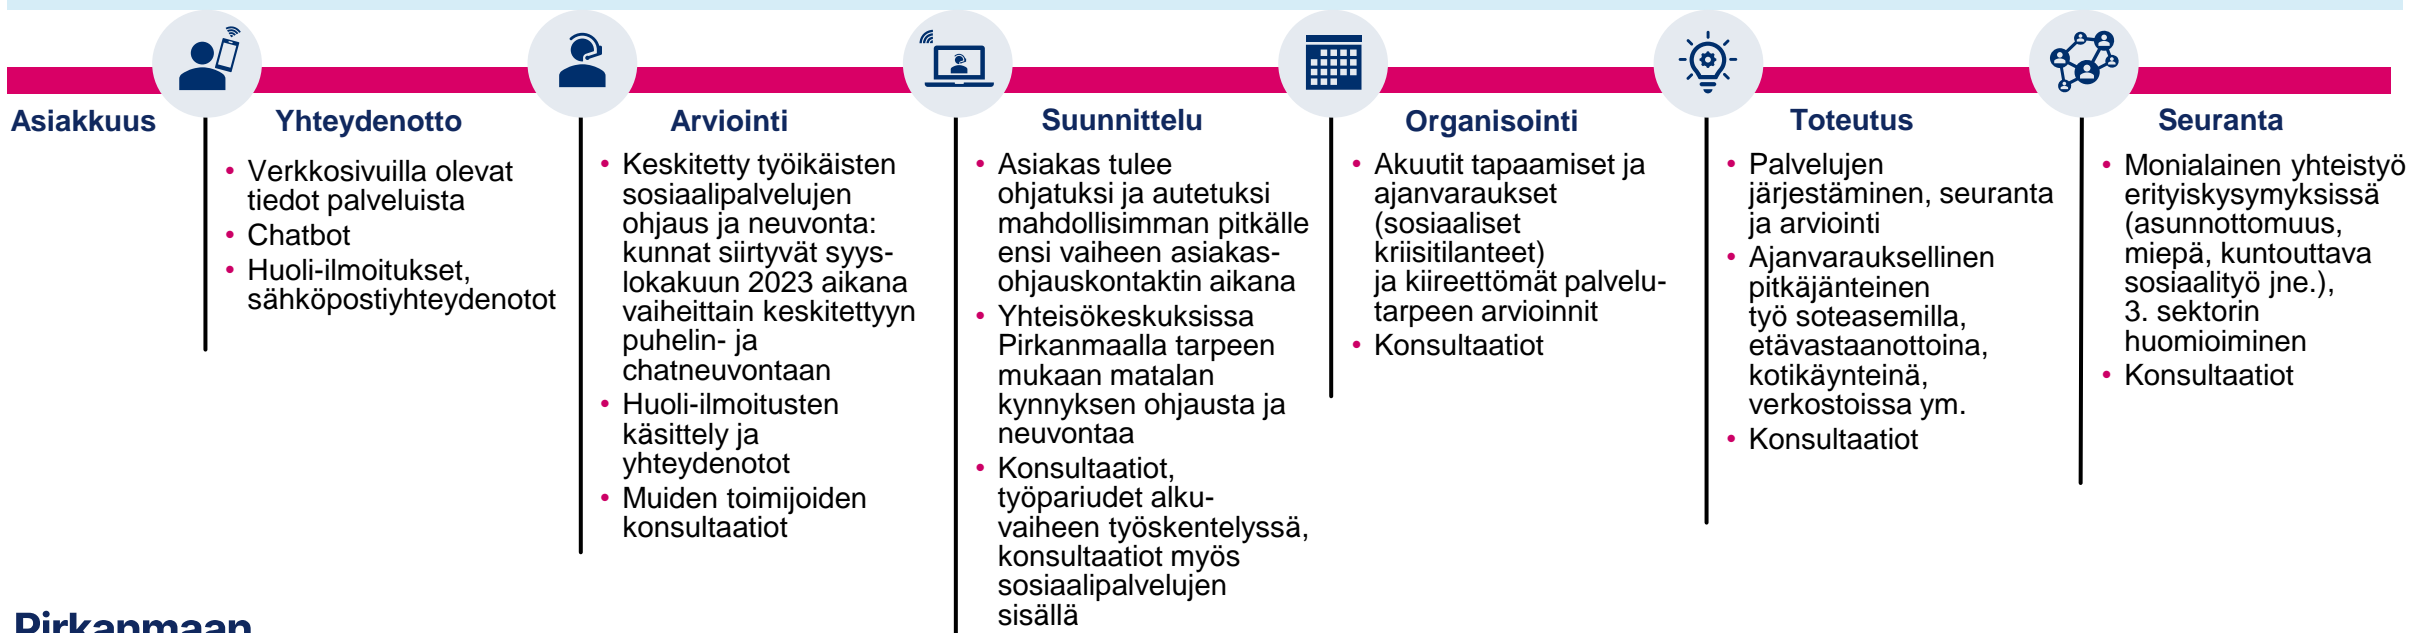 Asiakkuus
Yhteydenotto
• Verkkosivuilla olevat
tiedot palveluista
• Chatbot
• Huoli-ilmoitukset,
sähköpostiyhteydenotot
Arviointi
• Keskitetty työikäisten
sosiaalipalvelujen
ohjaus ja neuvonta:
kunnat siirtyvät syys-
lokakuun 2023 aikana
vaiheittain keskitettyyn
puhelin- ja
chatneuvontaan
• Huoli-ilmoitusten
käsittely ja
yhteydenotot
• Muiden toimijoiden
konsultaatiot
Suunnittelu
• Asiakas tulee
ohjatuksi ja autetuksi
mahdollisimman pitkälle
ensi vaiheen asiakas-
ohjauskontaktin aikana
• Yhteisökeskuksissa
Pirkanmaalla tarpeen
mukaan matalan
kynnyksen ohjausta ja
neuvontaa
• Konsultaatiot,
työpariudet alku-
vaiheen työskentelyssä,
konsultaatiot myös
sosiaalipalvelujen
sisällä
Organisointi
• Akuutit tapaamiset ja
ajanvaraukset
(sosiaaliset
kriisitilanteet)
ja kiireettömät palvelu-
tarpeen arvioinnit
• Konsultaatiot
Toteutus
• Palvelujen
järjestäminen, seuranta
ja arviointi
• Ajanvarauksellinen
pitkäjänteinen
työ soteasemilla,
etävastaanottoina,
kotikäynteinä,
verkostoissa ym.
• Konsultaatiot
Seuranta
• Monialainen yhteistyö
erityiskysymyksissä
(asunnottomuus,
miepä, kuntouttava
sosiaalityö jne.),
3. sektorin
huomioiminen
• Konsultaatiot
Pirkanmaan